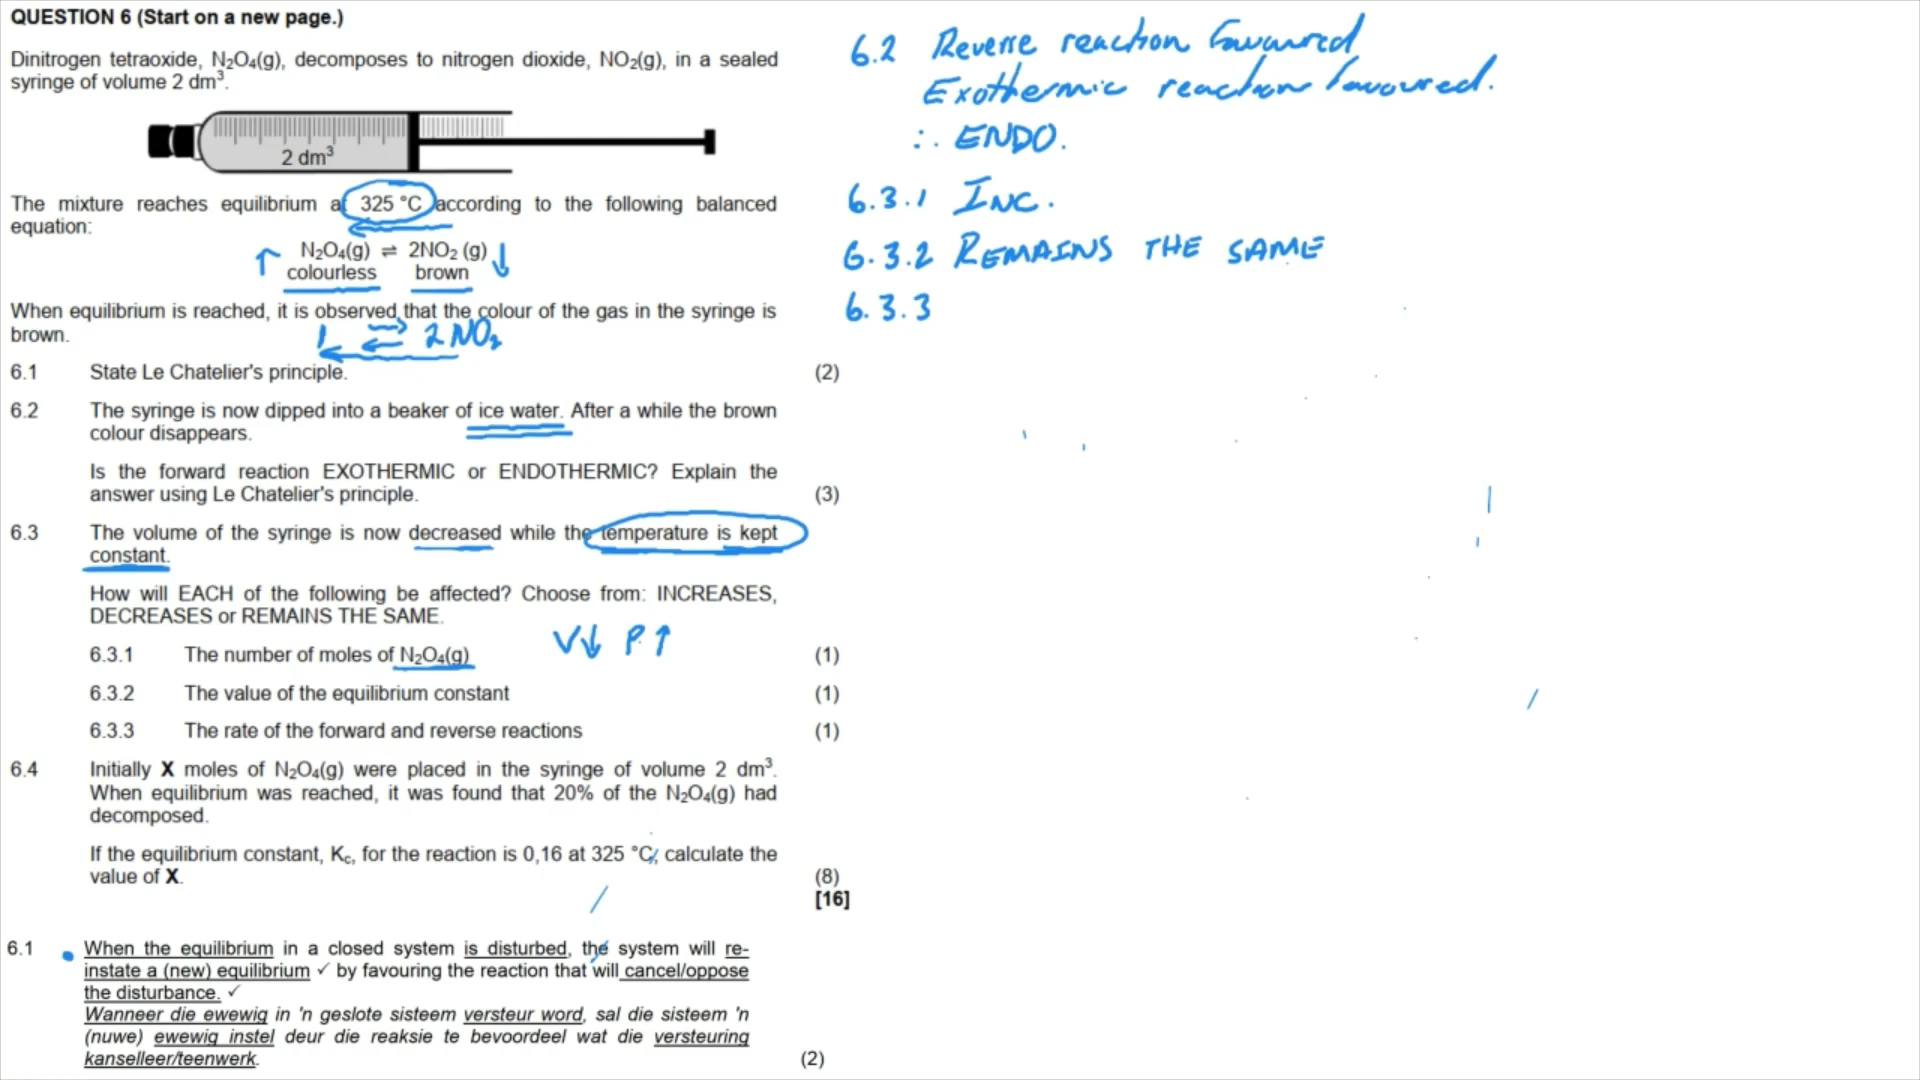 QUESTION 6 (Start on a new page.)
Dinitrogen tetraoxide, N₂O₄(g), decomposes to nitrogen dioxide, NO₂(g), in a sealed
syringe of volume 2 dm³.
2 dm³
The mixture reaches equilibrium at 325 °C according to the following balanced
equation:
↑ N₂O₄(g) ⇌ 2NO₂ (g) ↓
colourless brown
When equilibrium is reached, it is observed that the colour of the gas in the syringe is
brown.
1 ⇌ 2 NO₂
6.1 State Le Chatelier's principle. (2)
6.2 The syringe is now dipped into a beaker of ice water. After a while the brown
colour disappears.
Is the forward reaction EXOTHERMIC or ENDOTHERMIC? Explain the
answer using Le Chatelier's principle. (3)
6.3 The volume of the syringe is now decreased while the temperature is kept
constant.
How will EACH of the following be affected? Choose from: INCREASES,
DECREASES or REMAINS THE SAME.
V↓ P↑
6.3.1 The number of moles of N₂O₄(g) (1)
6.3.2 The value of the equilibrium constant (1)
6.3.3 The rate of the forward and reverse reactions (1)
6.4 Initially X moles of N₂O₄(g) were placed in the syringe of volume 2 dm³.
When equilibrium was reached, it was found that 20% of the N₂O₄(g) had
decomposed.
If the equilibrium constant, Kc, for the reaction is 0,16 at 325 °C, calculate the
value of X. (8)
[16]
6.1 When the equilibrium in a closed system is disturbed, the system will re-
instate a (new) equilibrium ✓ by favouring the reaction that will cancel/oppose
the disturbance. ✓
Wanneer die ewewig in 'n geslote sisteem versteur word, sal die sisteem 'n
(nuwe) ewewig instel deur die reaksie te bevoordeel wat die versteuring
kanselleer/teenwerk. (2)
6.2 Reverse reaction favoured
Exothermic reaction favoured.
∴ ENDO.
6.3.1 INC.
6.3.2 REMAINS THE SAME
6.3.3